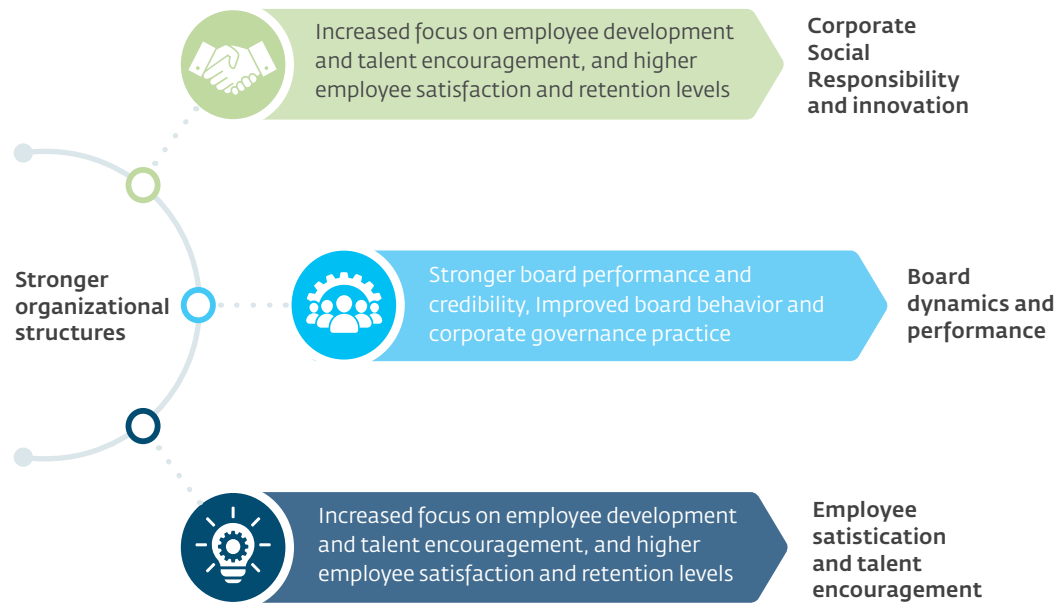 Increased focus on employee development
and talent encouragement, and higher
employee satisfaction and retention levels
Corporate
Social
Responsibility
and innovation
Stronger
organizational
structures
Stronger board performance and
credibility, Improved board behavior and
corporate governance practice
Board
dynamics and
performance
Increased focus on employee development
and talent encouragement, and higher
employee satisfaction and retention levels
Employee
satistication
and talent
encouragement